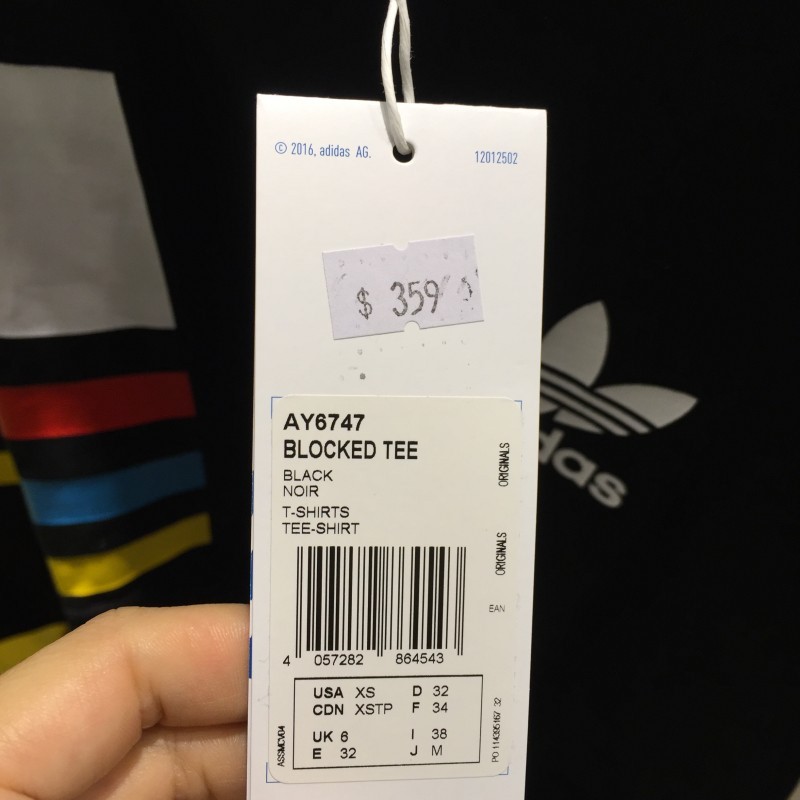 © 2016, adidas AG.
12012502
$ 359
AY6747
BLOCKED TEE
BLACK
NOIR
T-SHIRTS
TEE-SHIRT
ORIGINALS
ORIGINALS
EAN
4 057282 864543
USA XS D 32
CDN XSTP F 34
UK 6 I 38
E 32 J M
das